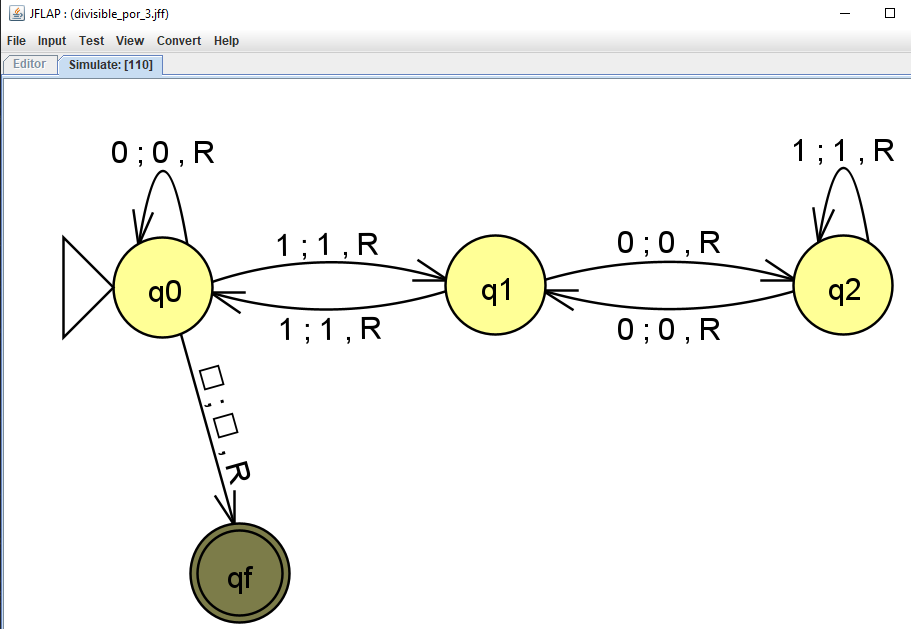 JFLAP : (divisible_por_3.jff)
File Input Test View Convert Help
Editor Simulate: [110]
0 ; 0 , R
1 ; 1 , R
1 ; 1 , R
0 ; 0 , R
q0
q1
q2
1 ; 1 , R
0 ; 0 , R
□ ; □ , R
qf